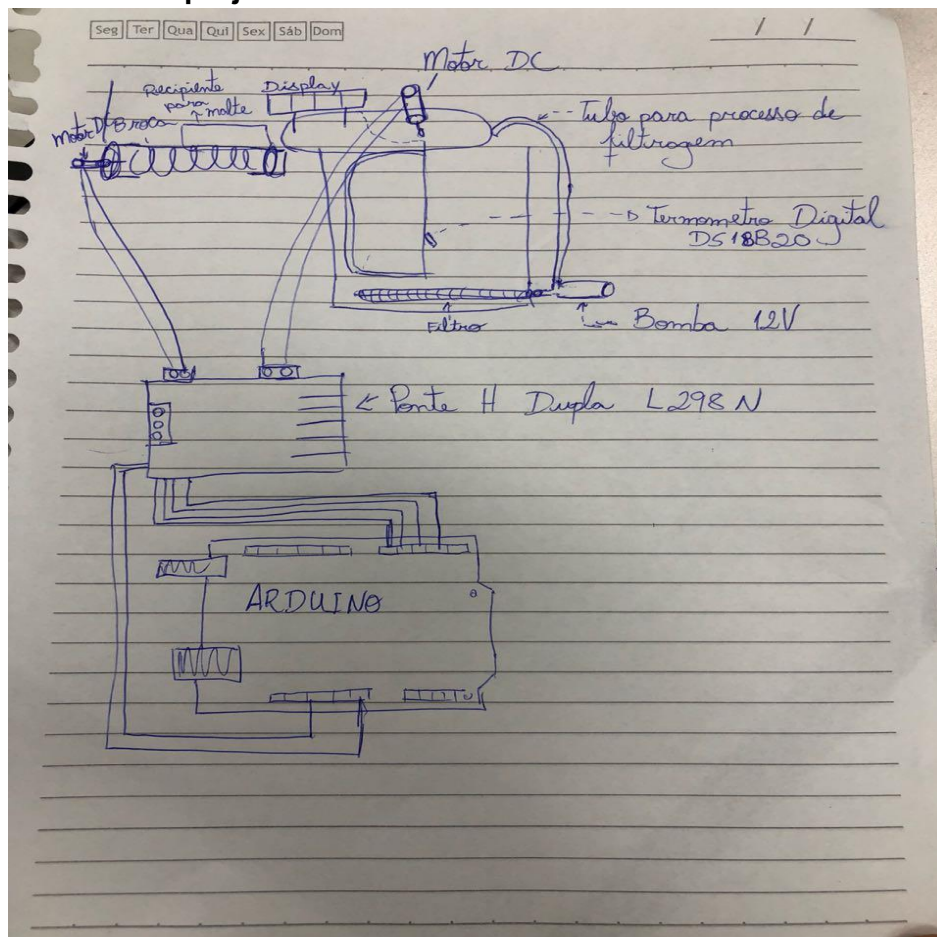 Seg Ter Qua Qui Sex Sáb Dom
/ /
Motor DC
Recipiente
para
malte
Display
Motor DC
Broca
Tubo para processo de
filtragem
Termometro Digital
DS18B20
Filtro
Bomba 12V
Ponte H Dupla L298N
ARDUINO